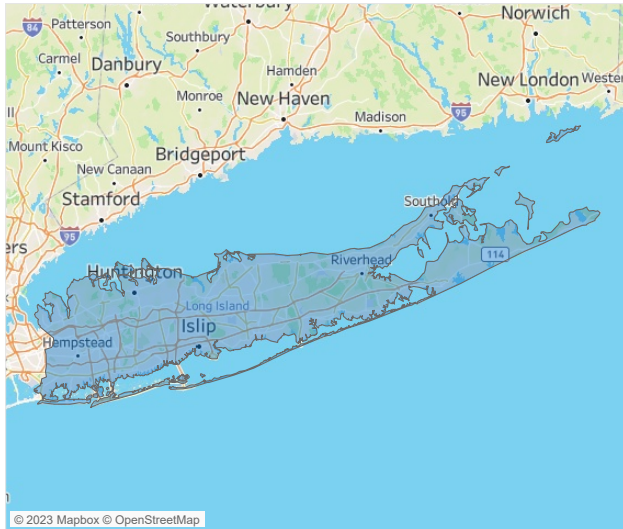 Waterbury
Norwich
84
Patterson
Southbury
Carmel
Danbury
Hamden
New London
Wester
Monroe
New Haven
95
ll
Madison
Mount Kisco
Bridgeport
New Canaan
Stamford
Southold
95
ers
Riverhead
114
Huntington
Long Island
Islip
Hempstead
n
© 2023 Mapbox © OpenStreetMap